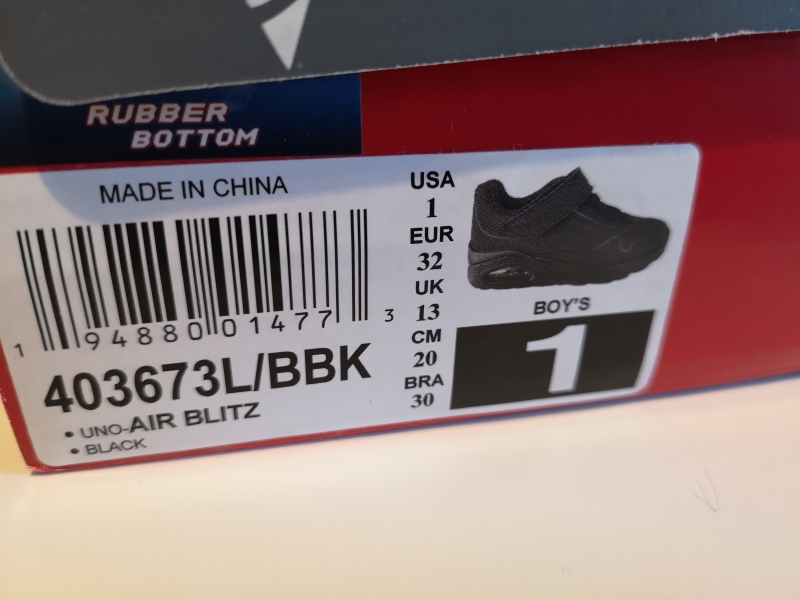 RUBBER
BOTTOM
MADE IN CHINA
1 94880 01477 3
403673L/BBK
• UNO-AIR BLITZ
• BLACK
USA
1
EUR
32
UK
13
CM
20
BRA
30
BOY'S
1